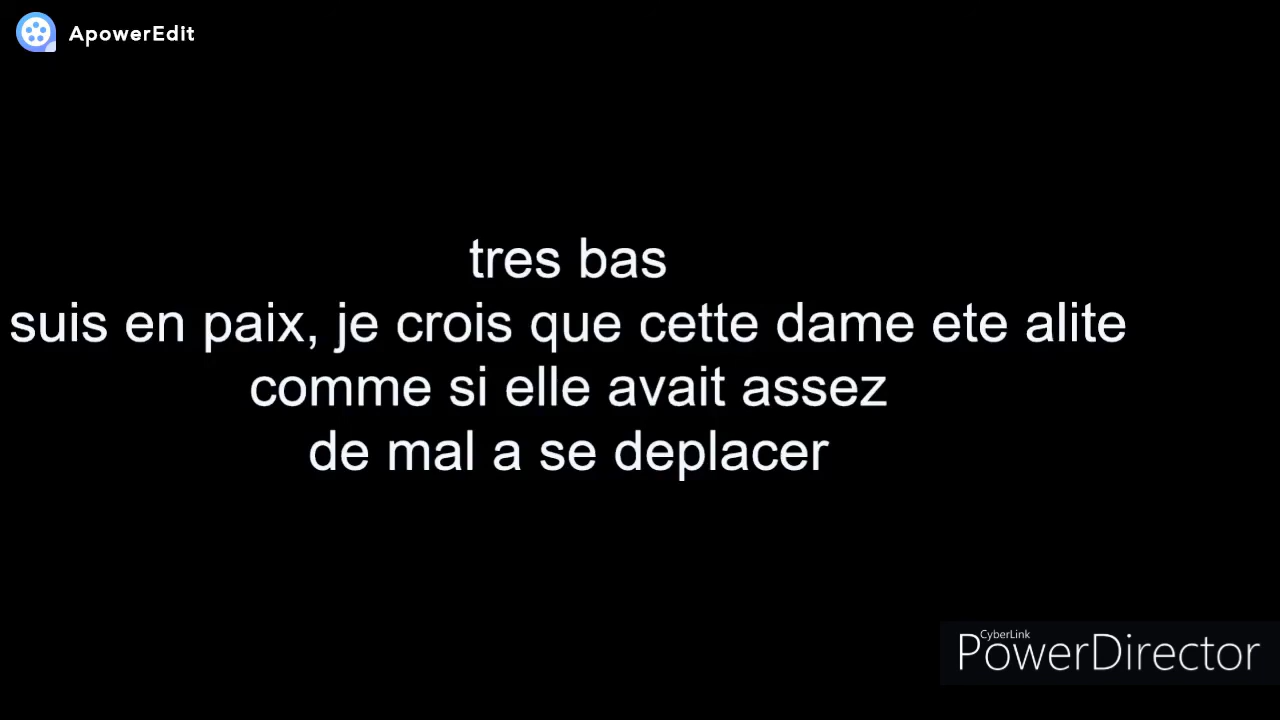 ApowerEdit
tres bas
suis en paix, je crois que cette dame ete alite
comme si elle avait assez
de mal a se deplacer
CyberLink
PowerDirector